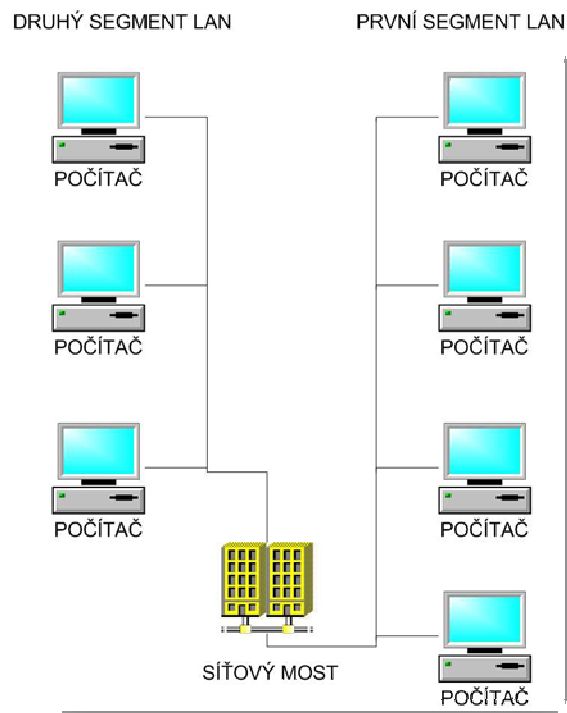 DRUHÝ SEGMENT LAN
PRVNÍ SEGMENT LAN
POČÍTAČ
POČÍTAČ
POČÍTAČ
POČÍTAČ
POČÍTAČ
POČÍTAČ
SÍŤOVÝ MOST
POČÍTAČ